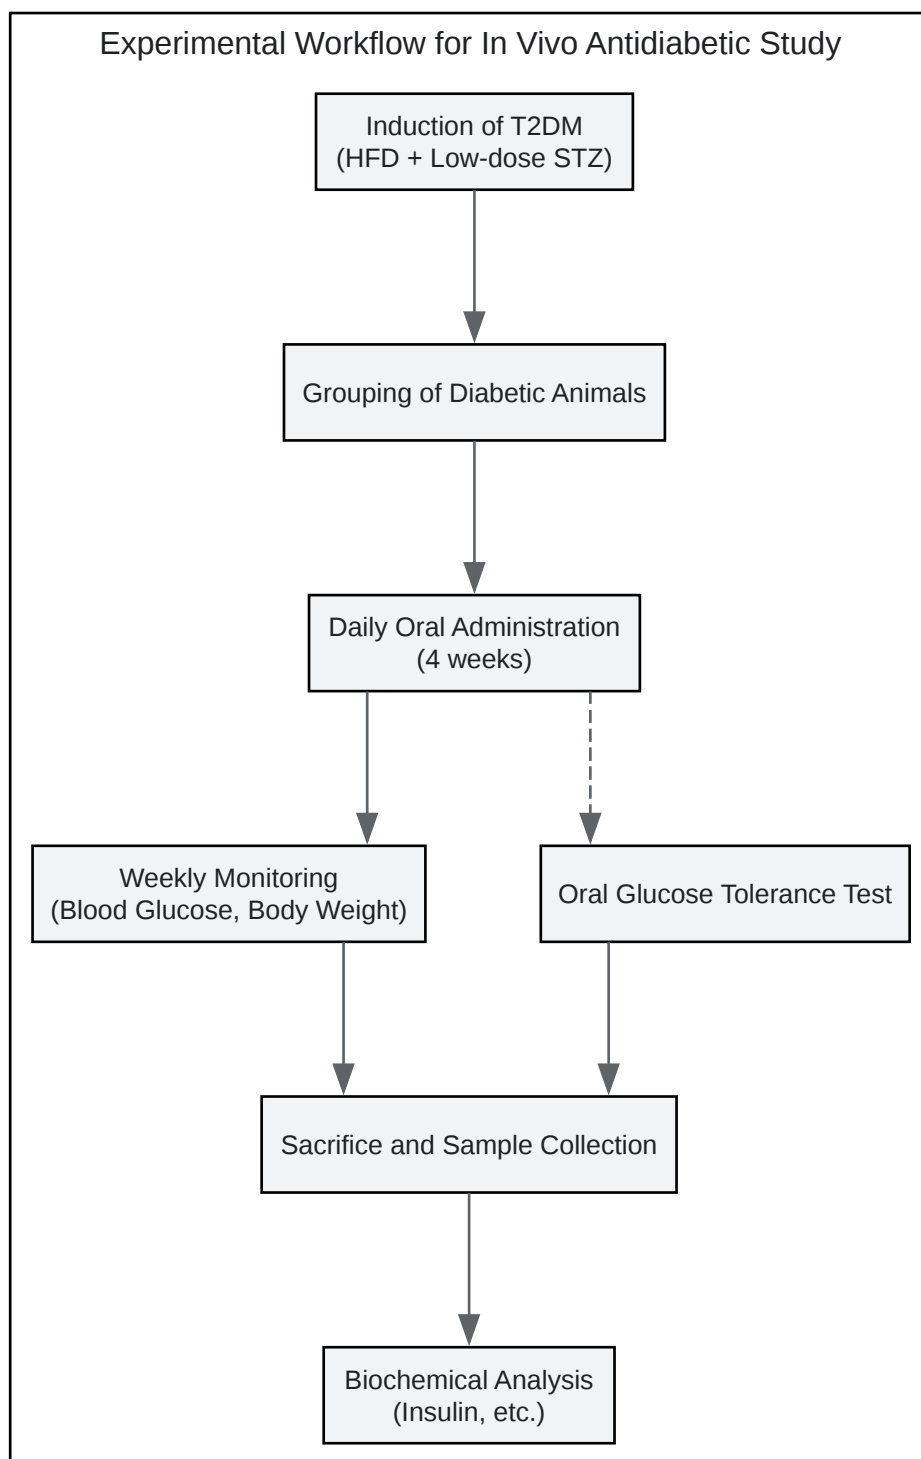 Experimental Workflow for In Vivo Antidiabetic Study
Induction of T2DM
(HFD + Low-dose STZ)
Grouping of Diabetic Animals
Daily Oral Administration
(4 weeks)
Weekly Monitoring
(Blood Glucose, Body Weight)
Oral Glucose Tolerance Test
Sacrifice and Sample Collection
Biochemical Analysis
(Insulin, etc.)